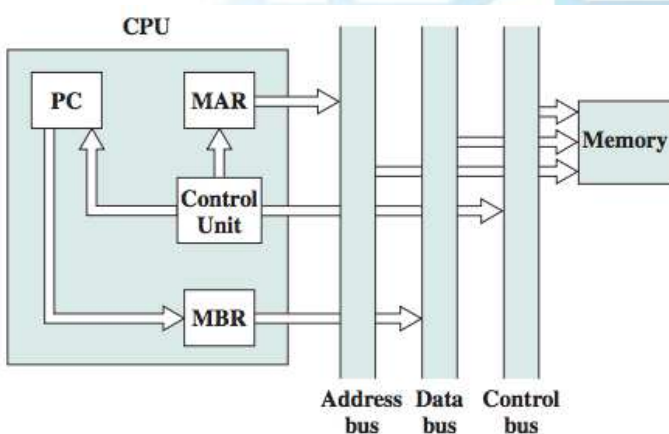 CPU
PC
MAR
Memory
Control
Unit
MBR
Address Data Control
bus bus bus